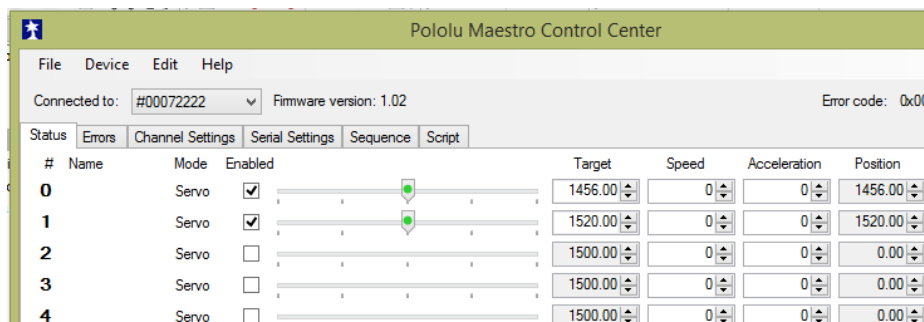 Pololu Maestro Control Center
File Device Edit Help
Connected to: #00072222 Firmware version: 1.02 Error code: 0x00
Status Errors Channel Settings Serial Settings Sequence Script
# Name Mode Enabled Target Speed Acceleration Position
0 Servo 1456.00 0 0 1456.00
1 Servo 1520.00 0 0 1520.00
2 Servo 1500.00 0 0 0.00
3 Servo 1500.00 0 0 0.00
4 Servo 1500.00 0 0 0.00